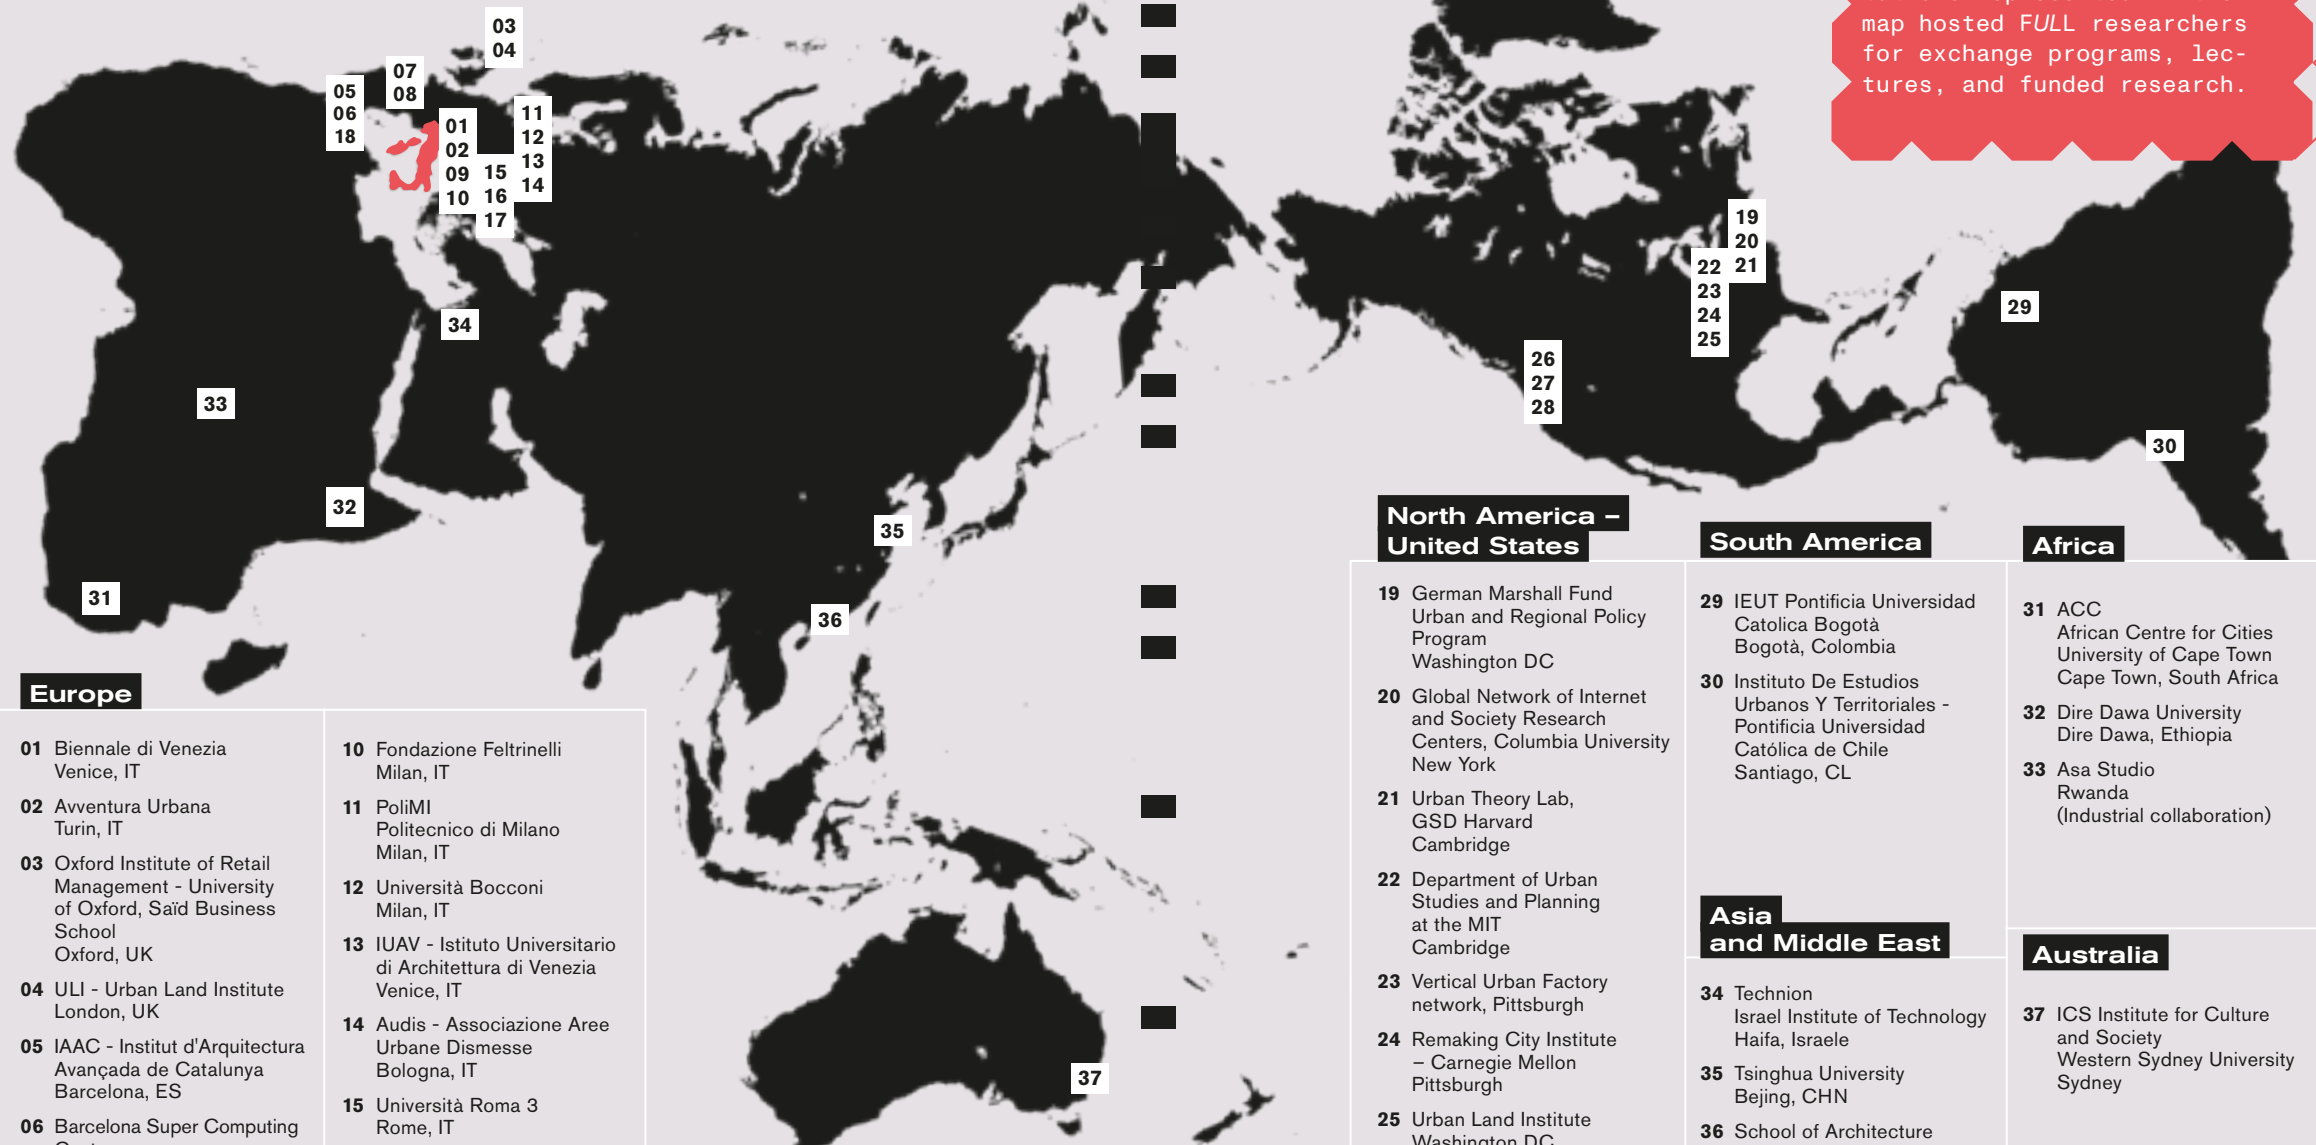 map hosted FULL researchers
for exchange programs, lec-
tures, and funded research.
03
04
07
08
05
06
18
01
02
09
10
11
12
13
14
15
16
17
34
33
32
31
35
36
37
19
20
21
22
23
24
25
26
27
28
29
30
Europe
01 Biennale di Venezia
Venice, IT
02 Avventura Urbana
Turin, IT
03 Oxford Institute of Retail
Management - University
of Oxford, Saïd Business
School
Oxford, UK
04 ULI - Urban Land Institute
London, UK
05 IAAC - Institut d'Arquitectura
Avançada de Catalunya
Barcelona, ES
06 Barcelona Super Computing
10 Fondazione Feltrinelli
Milan, IT
11 PoliMI
Politecnico di Milano
Milan, IT
12 Università Bocconi
Milan, IT
13 IUAV - Istituto Universitario
di Architettura di Venezia
Venice, IT
14 Audis - Associazione Aree
Urbane Dismesse
Bologna, IT
15 Università Roma 3
Rome, IT
North America –
United States
19 German Marshall Fund
Urban and Regional Policy
Program
Washington DC
20 Global Network of Internet
and Society Research
Centers, Columbia University
New York
21 Urban Theory Lab,
GSD Harvard
Cambridge
22 Department of Urban
Studies and Planning
at the MIT
Cambridge
23 Vertical Urban Factory
network, Pittsburgh
24 Remaking City Institute
– Carnegie Mellon
Pittsburgh
25 Urban Land Institute
Washington DC
South America
29 IEUT Pontificia Universidad
Catolica Bogotà
Bogotà, Colombia
30 Instituto De Estudios
Urbanos Y Territoriales -
Pontificia Universidad
Católica de Chile
Santiago, CL
Asia
and Middle East
34 Technion
Israel Institute of Technology
Haifa, Israele
35 Tsinghua University
Bejing, CHN
36 School of Architecture
Africa
31 ACC
African Centre for Cities
University of Cape Town
Cape Town, South Africa
32 Dire Dawa University
Dire Dawa, Ethiopia
33 Asa Studio
Rwanda
(Industrial collaboration)
Australia
37 ICS Institute for Culture
and Society
Western Sydney University
Sydney